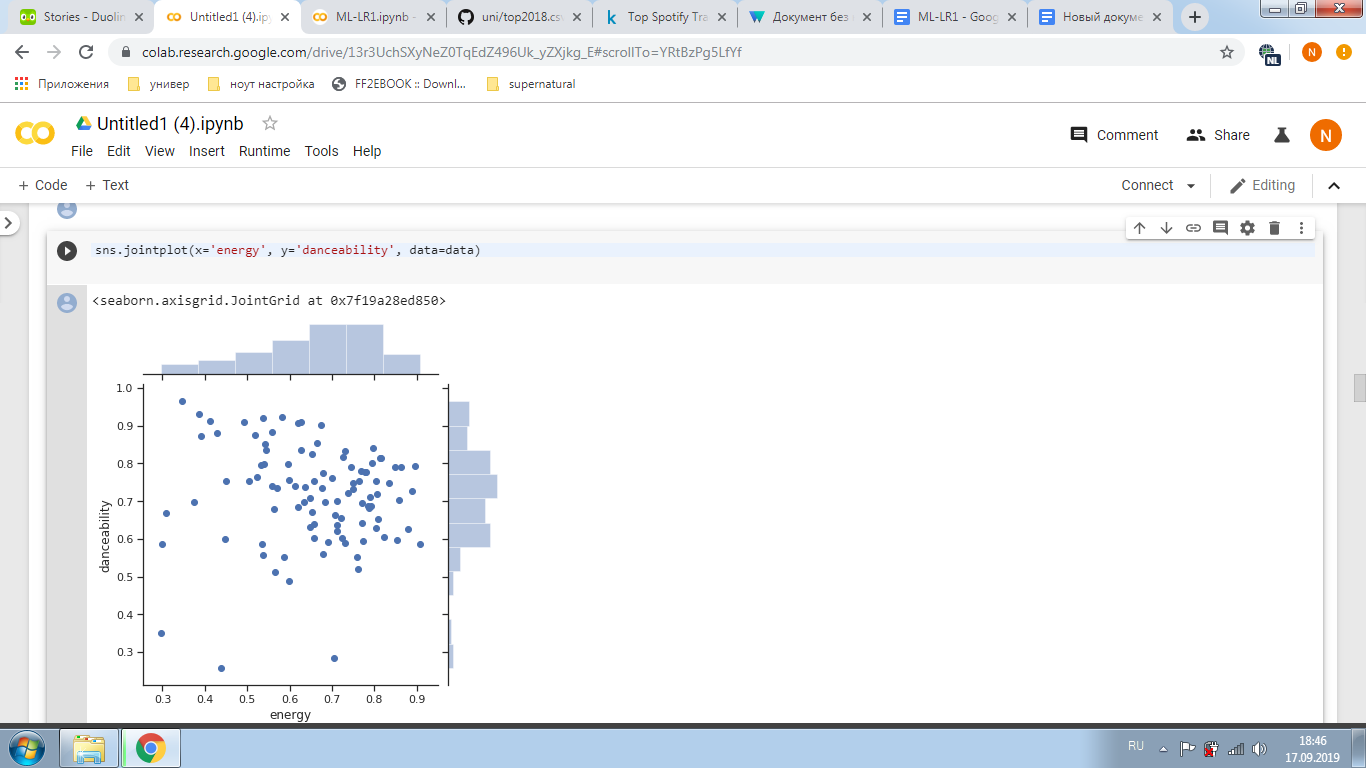 Stories - Duolin
Untitled1 (4).ipy
ML-LR1.ipynb -
uni/top2018.csv
Top Spotify Tra
Документ без
ML-LR1 - Goog
Новый докуме
colab.research.google.com/drive/13r3UchSXyNeZ0TqEdZ496Uk_yZXjkg_E#scrollTo=YRtBzPg5LfYf
NL
N
Приложения
универ
ноут настройка
FF2EBOOK :: Downl...
supernatural
Untitled1 (4).ipynb
Comment
Share
N
File Edit View Insert Runtime Tools Help
+ Code + Text
Connect
Editing
sns.jointplot(x='energy', y='danceability', data=data)
<seaborn.axisgrid.JointGrid at 0x7f19a28ed850>
1.0
0.9
0.8
0.7
0.6
0.5
0.4
0.3
danceability
0.3 0.4 0.5 0.6 0.7 0.8 0.9
energy
RU
18:46
17.09.2019